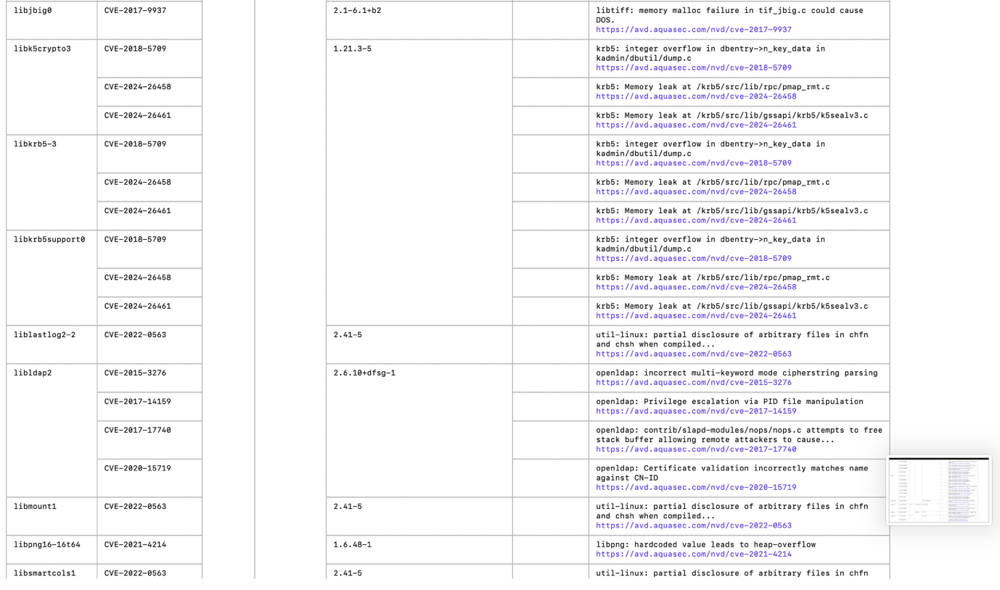 libjbig0 CVE-2017-9937 2.1-6.1+b2 libtiff: memory malloc failure in tif_jbig.c could cause
DOS.
https://avd.aquasec.com/nvd/cve-2017-9937
libk5crypto3 CVE-2018-5709 1.21.3-5 krb5: integer overflow in dbentry->n_key_data in
kadmin/dbutil/dump.c
https://avd.aquasec.com/nvd/cve-2018-5709
CVE-2024-26458 krb5: Memory leak at /krb5/src/lib/rpc/pmap_rmt.c
https://avd.aquasec.com/nvd/cve-2024-26458
CVE-2024-26461 krb5: Memory leak at /krb5/src/lib/gssapi/krb5/k5sealv3.c
https://avd.aquasec.com/nvd/cve-2024-26461
libkrb5-3 CVE-2018-5709 krb5: integer overflow in dbentry->n_key_data in
kadmin/dbutil/dump.c
https://avd.aquasec.com/nvd/cve-2018-5709
CVE-2024-26458 krb5: Memory leak at /krb5/src/lib/rpc/pmap_rmt.c
https://avd.aquasec.com/nvd/cve-2024-26458
CVE-2024-26461 krb5: Memory leak at /krb5/src/lib/gssapi/krb5/k5sealv3.c
https://avd.aquasec.com/nvd/cve-2024-26461
libkrb5support0 CVE-2018-5709 krb5: integer overflow in dbentry->n_key_data in
kadmin/dbutil/dump.c
https://avd.aquasec.com/nvd/cve-2018-5709
CVE-2024-26458 krb5: Memory leak at /krb5/src/lib/rpc/pmap_rmt.c
https://avd.aquasec.com/nvd/cve-2024-26458
CVE-2024-26461 krb5: Memory leak at /krb5/src/lib/gssapi/krb5/k5sealv3.c
https://avd.aquasec.com/nvd/cve-2024-26461
liblastlog2-2 CVE-2022-0563 2.41-5 util-linux: partial disclosure of arbitrary files in chfn
and chsh when compiled...
https://avd.aquasec.com/nvd/cve-2022-0563
libldap2 CVE-2015-3276 2.6.10+dfsg-1 openldap: incorrect multi-keyword mode cipherstring parsing
https://avd.aquasec.com/nvd/cve-2015-3276
CVE-2017-14159 openldap: Privilege escalation via PID file manipulation
https://avd.aquasec.com/nvd/cve-2017-14159
CVE-2017-17740 openldap: contrib/slapd-modules/nops/nops.c attempts to free
stack buffer allowing remote attackers to cause...
https://avd.aquasec.com/nvd/cve-2017-17740
CVE-2020-15719 openldap: Certificate validation incorrectly matches name
against CN-ID
https://avd.aquasec.com/nvd/cve-2020-15719
libmount1 CVE-2022-0563 2.41-5 util-linux: partial disclosure of arbitrary files in chfn
and chsh when compiled...
https://avd.aquasec.com/nvd/cve-2022-0563
libpng16-16t64 CVE-2021-4214 1.6.48-1 libpng: hardcoded value leads to heap-overflow
https://avd.aquasec.com/nvd/cve-2021-4214
libsmartcols1 CVE-2022-0563 2.41-5 util-linux: partial disclosure of arbitrary files in chfn